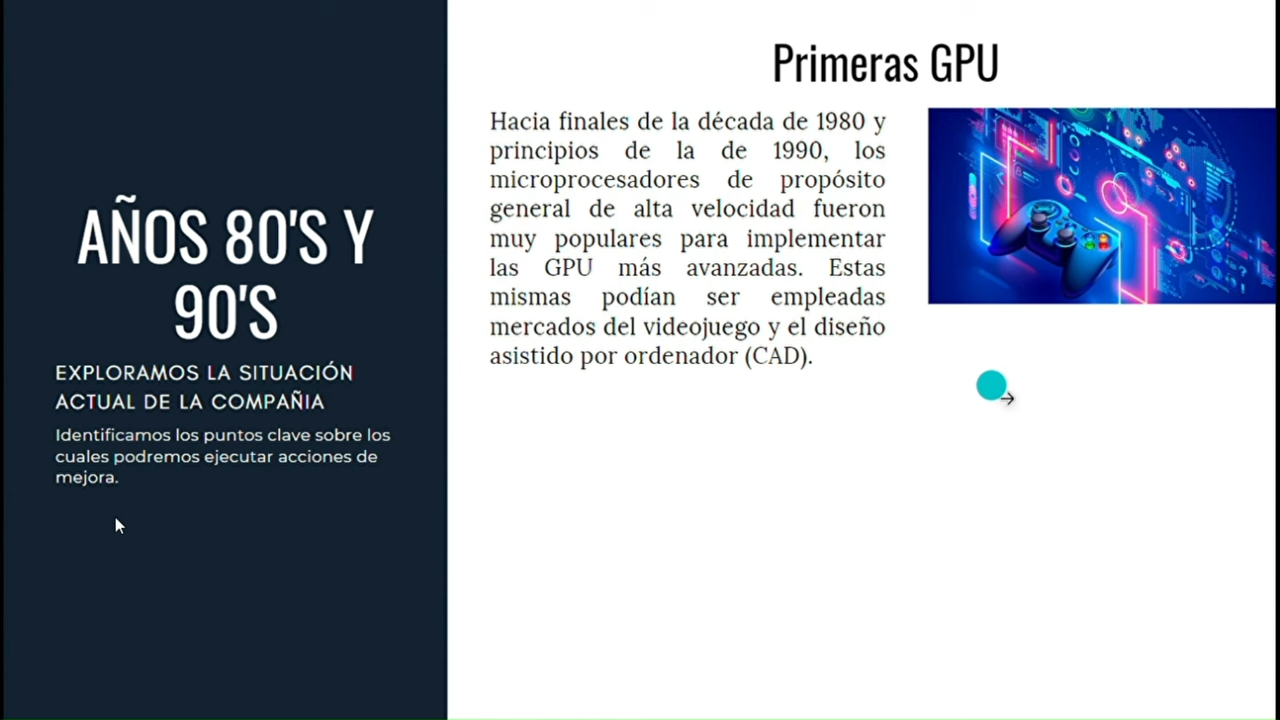 AÑOS 80'S Y
90'S
EXPLORAMOS LA SITUACIÓN
ACTUAL DE LA COMPAÑIA
Identificamos los puntos clave sobre los
cuales podremos ejecutar acciones de
mejora.
Primeras GPU
Hacia finales de la década de 1980 y
principios de la de 1990, los
microprocesadores de propósito
general de alta velocidad fueron
muy populares para implementar
las GPU más avanzadas. Estas
mismas podían ser empleadas
mercados del videojuego y el diseño
asistido por ordenador (CAD).